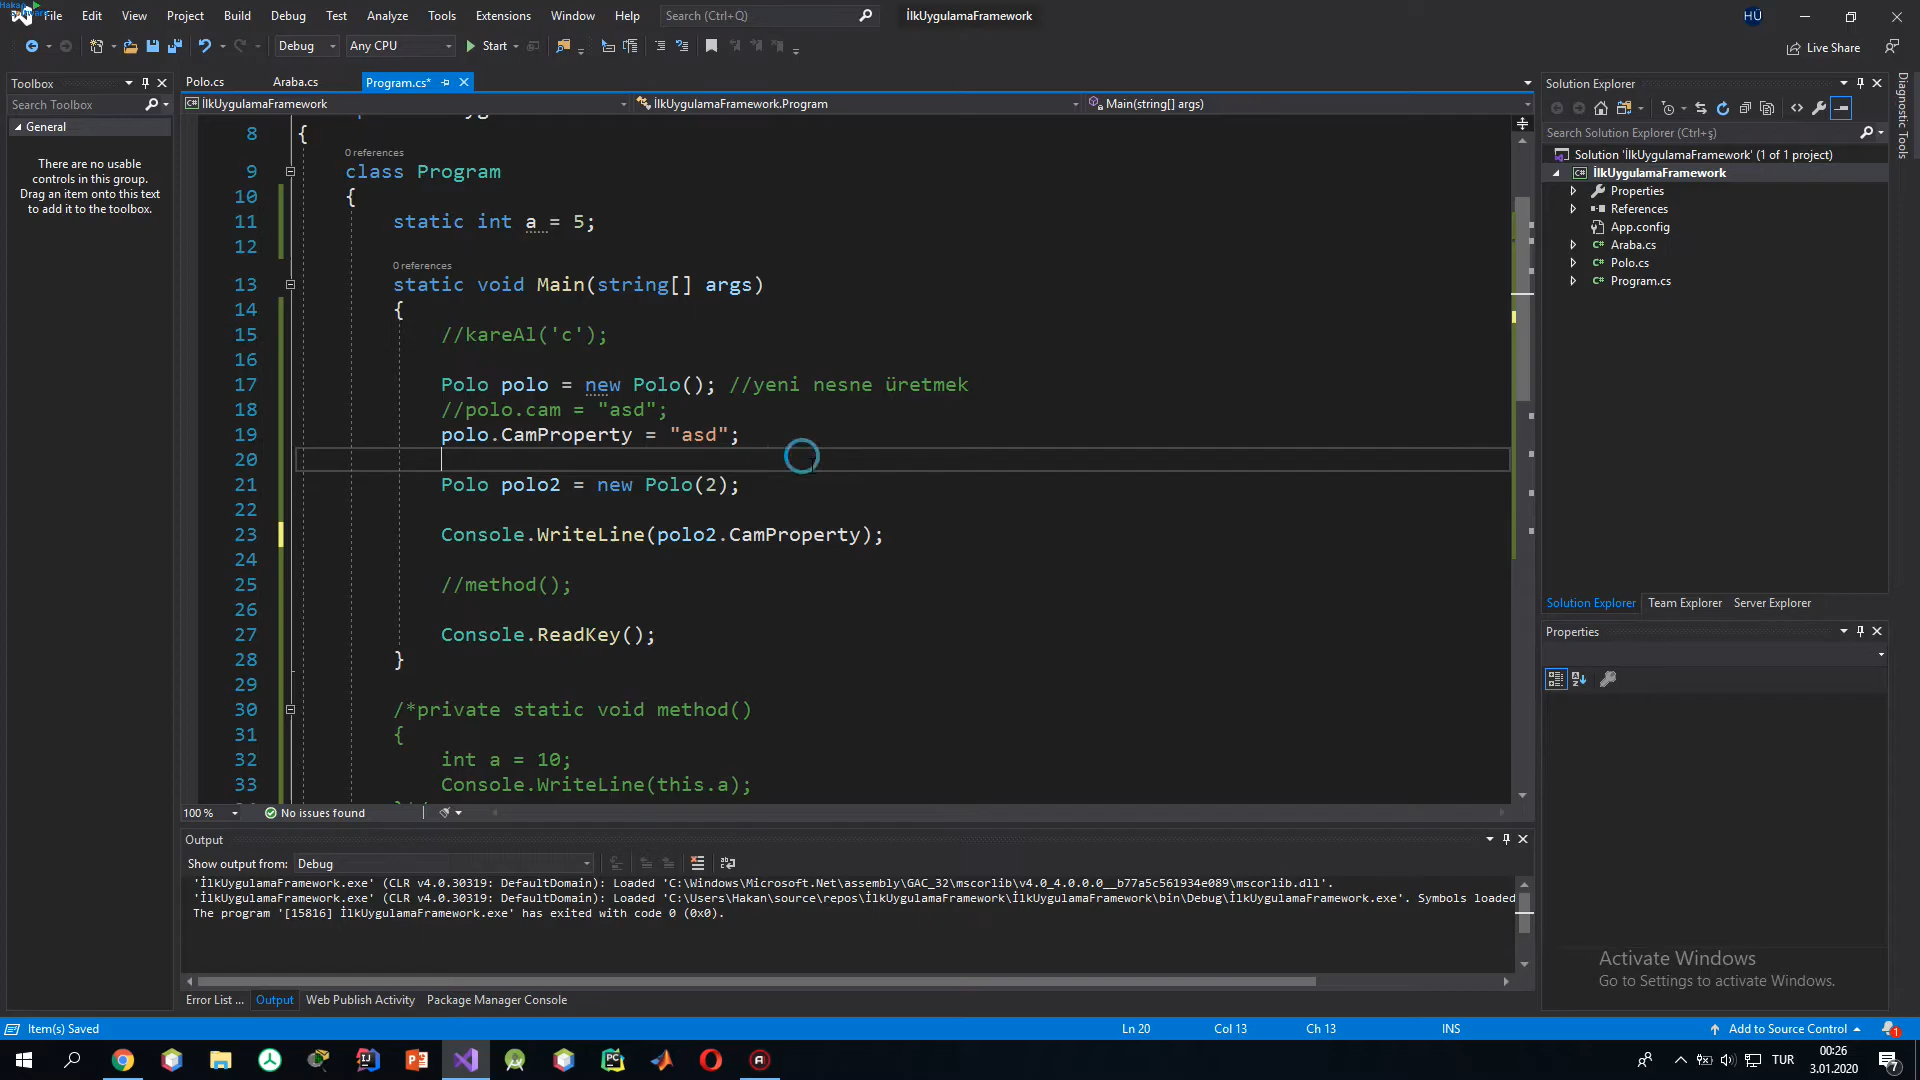 File Edit View Project Build Debug Test Analyze Tools Extensions Window Help Search (Ctrl+Q) İlkUygulamaFramework HÜ
Debug Any CPU Start Live Share
Toolbox
Search Toolbox
General
There are no usable
controls in this group.
Drag an item onto this text
to add it to the toolbox.
Polo.cs Araba.cs Program.cs*
İlkUygulamaFramework İlkUygulamaFramework.Program Main(string[] args)
8 {
0 references
9 class Program
10 {
11 static int a = 5;
12
0 references
13 static void Main(string[] args)
14 {
15 //kareAl('c');
16
17 Polo polo = new Polo(); //yeni nesne üretmek
18 //polo.cam = "asd";
19 polo.CamProperty = "asd";
20
21 Polo polo2 = new Polo(2);
22
23 Console.WriteLine(polo2.CamProperty);
24
25 //method();
26
27 Console.ReadKey();
28 }
29
30 /*private static void method()
31 {
32 int a = 10;
33 Console.WriteLine(this.a);
100 % No issues found
Output
Show output from: Debug
'İlkUygulamaFramework.exe' (CLR v4.0.30319: DefaultDomain): Loaded 'C:\Windows\Microsoft.Net\assembly\GAC_32\mscorlib\v4.0_4.0.0.0__b77a5c561934e089\mscorlib.dll'.
'İlkUygulamaFramework.exe' (CLR v4.0.30319: DefaultDomain): Loaded 'C:\Users\Hakan\source\repos\İlkUygulamaFramework\İlkUygulamaFramework\bin\Debug\İlkUygulamaFramework.exe'. Symbols loaded
The program '[15816] İlkUygulamaFramework.exe' has exited with code 0 (0x0).
Error List ... Output Web Publish Activity Package Manager Console
Solution Explorer
Search Solution Explorer (Ctrl+ş)
Solution 'İlkUygulamaFramework' (1 of 1 project)
İlkUygulamaFramework
Properties
References
App.config
Araba.cs
Polo.cs
Program.cs
Solution Explorer Team Explorer Server Explorer
Properties
Diagnostic Tools
Activate Windows
Go to Settings to activate Windows.
Item(s) Saved Ln 20 Col 13 Ch 13 INS Add to Source Control 1
TUR 00:26
3.01.2020 7